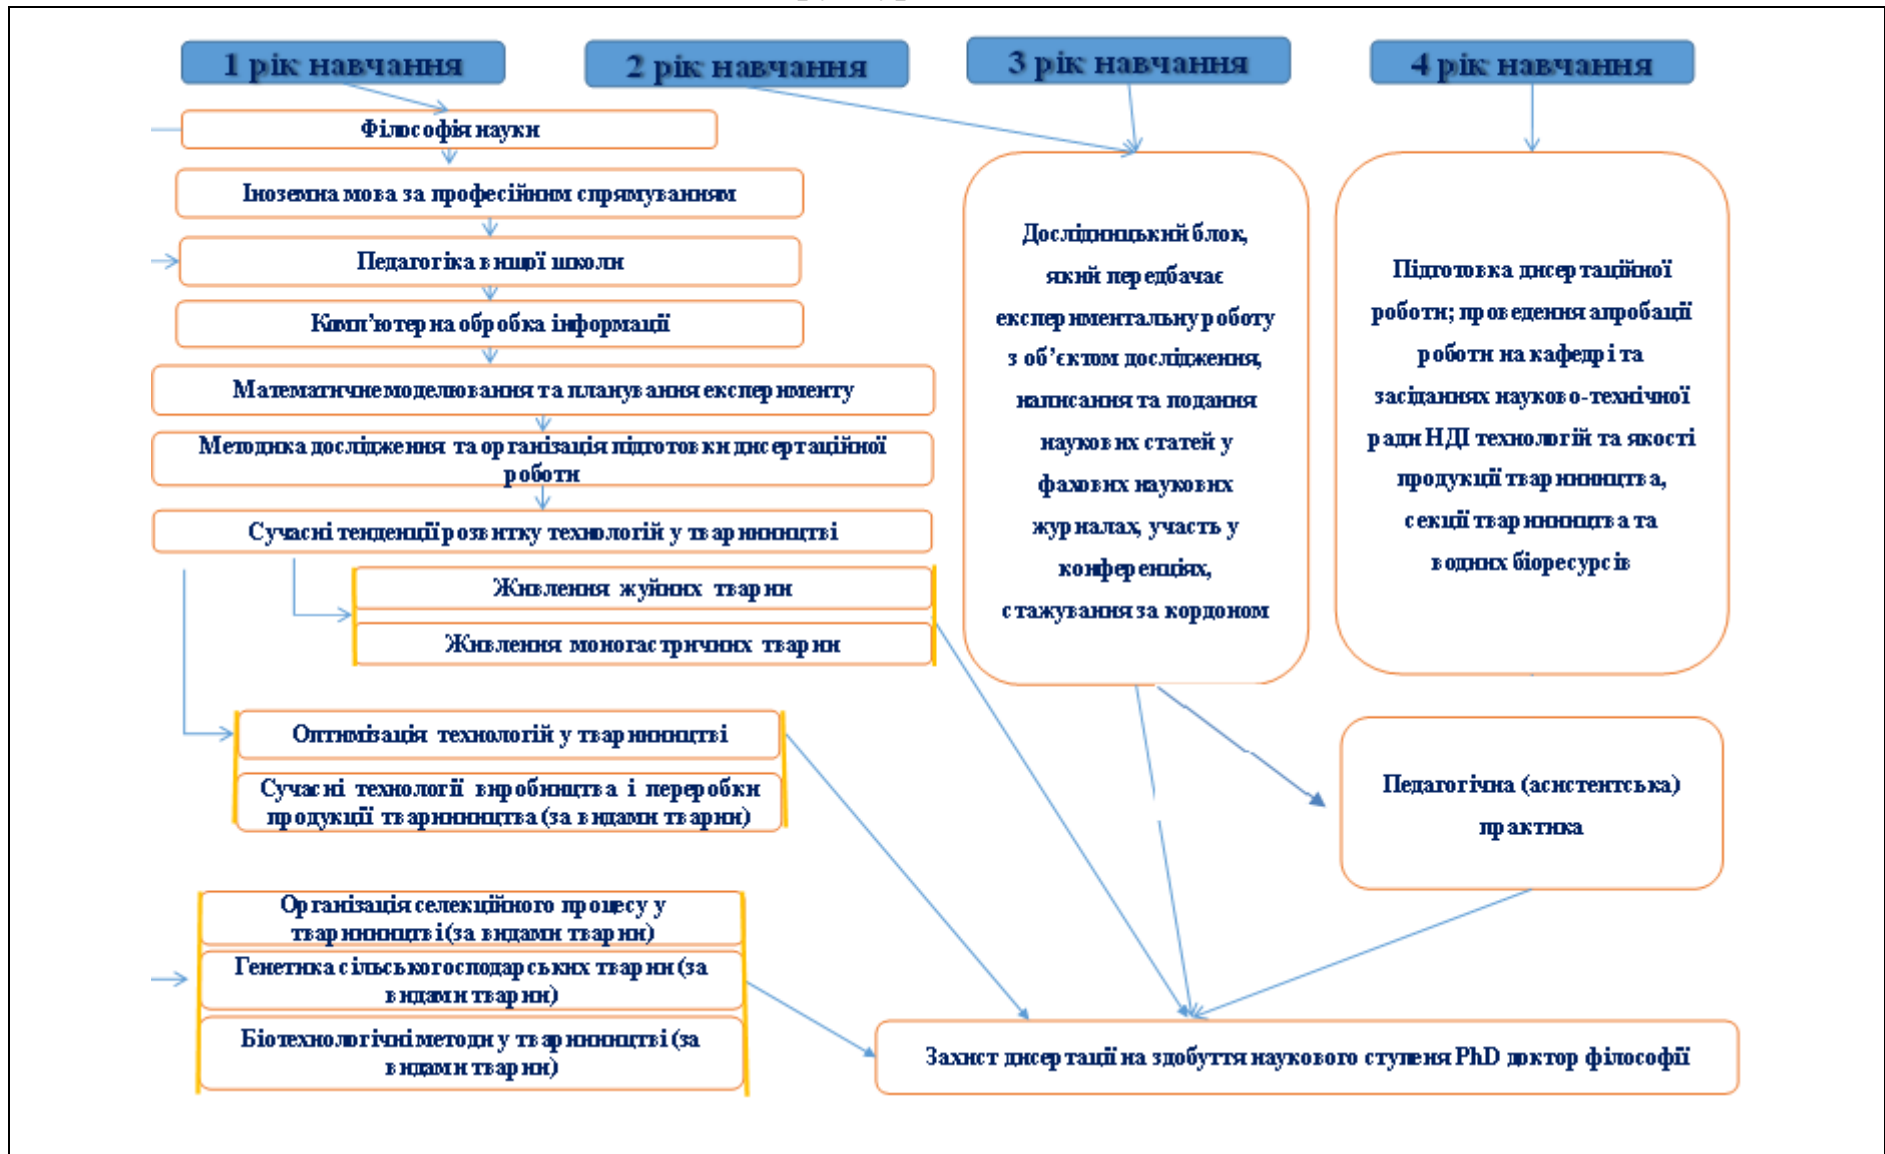 1 рік навчання
2 рік навчання
3 рік навчання
4 рік навчання
Філософія науки
Іноземна мова за професійним спрямуванням
Педагогіка вищої школи
Комп’ютерна обробка інформації
Математичне моделювання та планування експерименту
Методика дослідження та організація підготовки дисертаційної
роботи
Сучасні тенденції розвитку технологій у тваринництві
Живлення жуйних тварин
Живлення моногастричних тварин
Оптимізація технологій у тваринництві
Сучасні технології виробництва і переробки
продукції тваринництва (за видами тварин)
Організація селекційного процесу у
тваринництві (за видами тварин)
Генетика сільськогосподарських тварин (за
видами тварин)
Біотехнологічні методи у тваринництві (за
видами тварин)
Дослідницький блок,
який передбачає
експериментальну роботу
з об’єктом дослідження,
написання та подання
наукових статей у
фахових наукових
журналах, участь у
конференціях,
стажування за кордоном
Підготовка дисертаційної
роботи; проведення апробації
роботи на кафедрі та
засіданнях науково-технічної
ради НДІ технологій та якості
продукції тваринництва,
секції тваринництва та
водних біоресурсів
Педагогічна (асистентська)
практика
Захист дисертації на здобуття наукового ступеня PhD доктор філософії